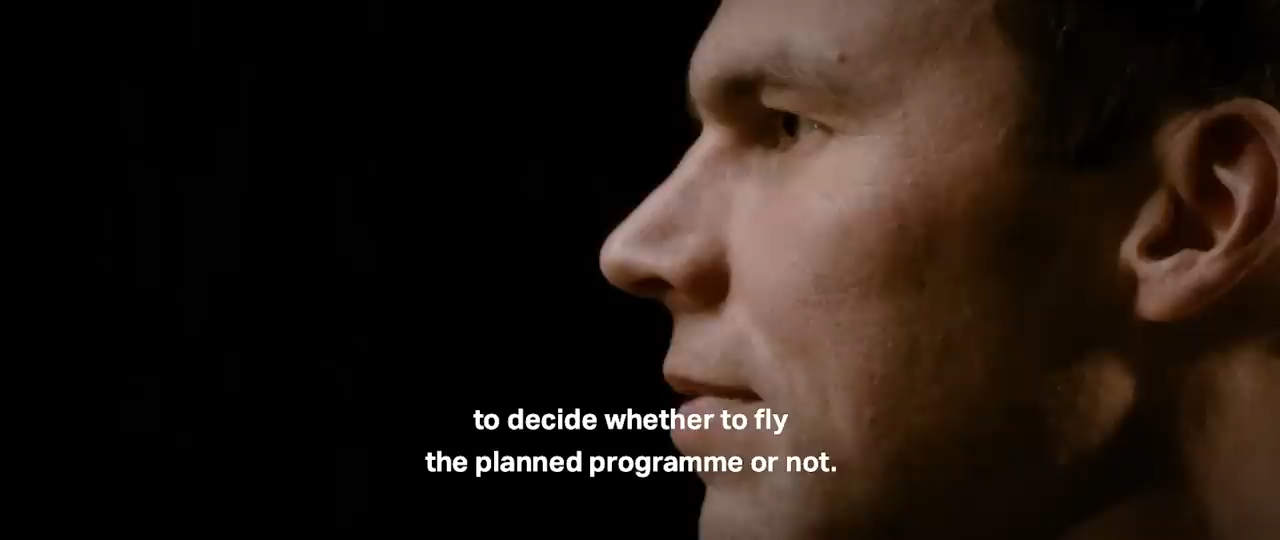 to decide whether to fly
the planned programme or not.